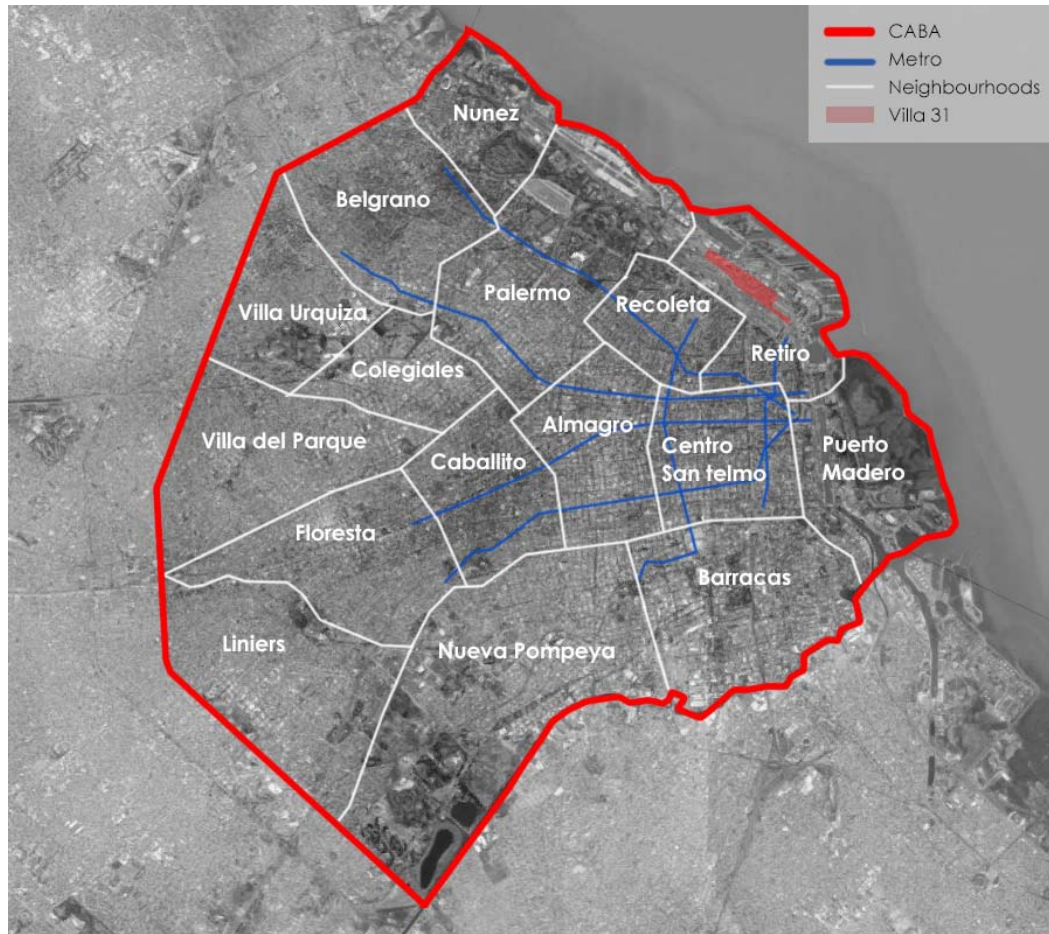 CABA
Metro
Neighbourhoods
Villa 31
Nunez
Belgrano
Palermo
Recoleta
Villa Urquiza
Retiro
Colegiales
Almagro
Villa del Parque
Centro
San telmo
Puerto
Madero
Caballito
Floresta
Barracas
Liniers
Nueva Pompeya